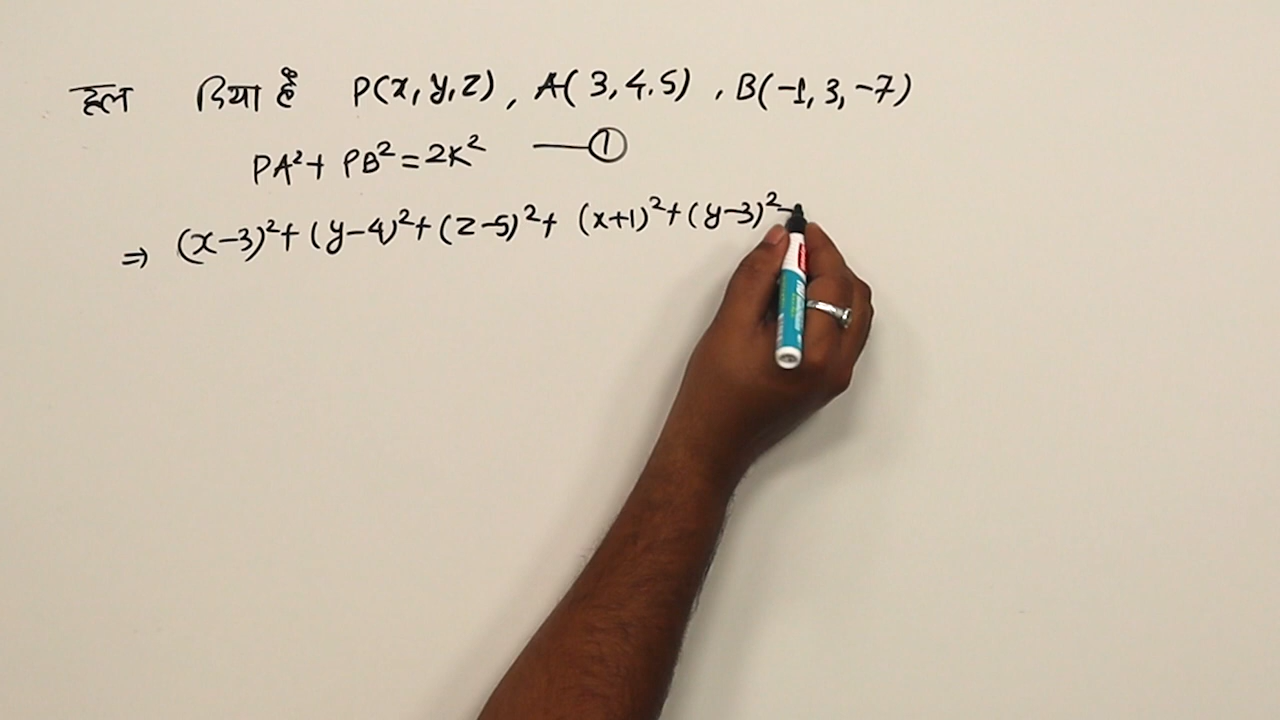 हल दिया है P(x, y, z), A(3, 4, 5), B(-1, 3, -7)
PA²+ PB² = 2K² —①
⇒ (x-3)²+ (y-4)²+ (z-5)²+ (x+1)²+ (y-3)²-